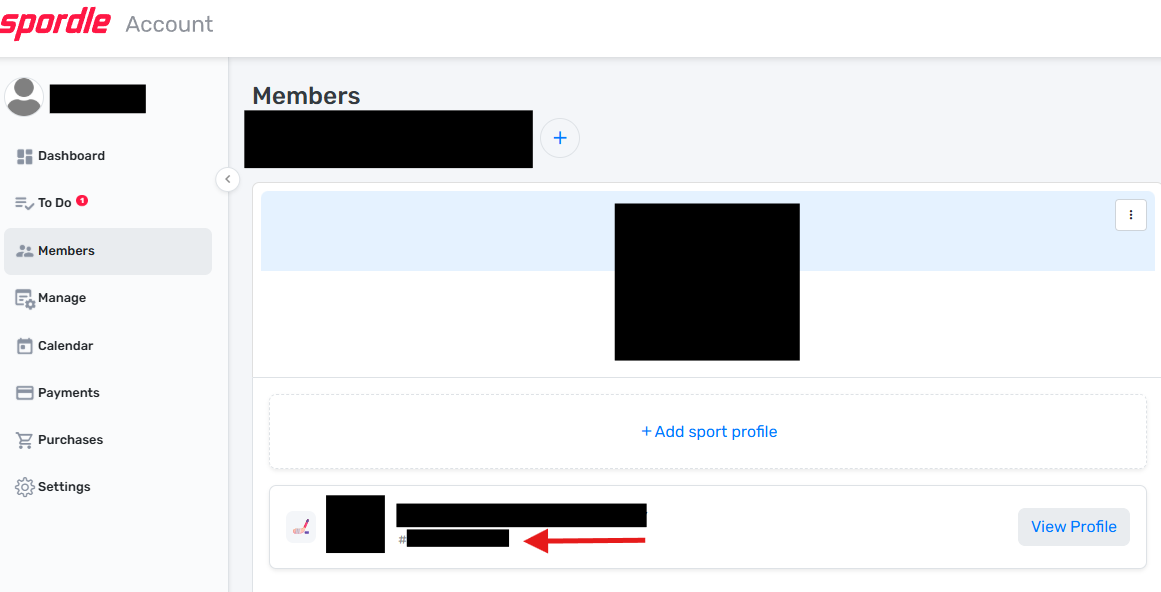 spordle Account
Members
+
Dashboard
To Do 1
Members
Manage
Calendar
Payments
Purchases
Settings
+ Add sport profile
#
View Profile